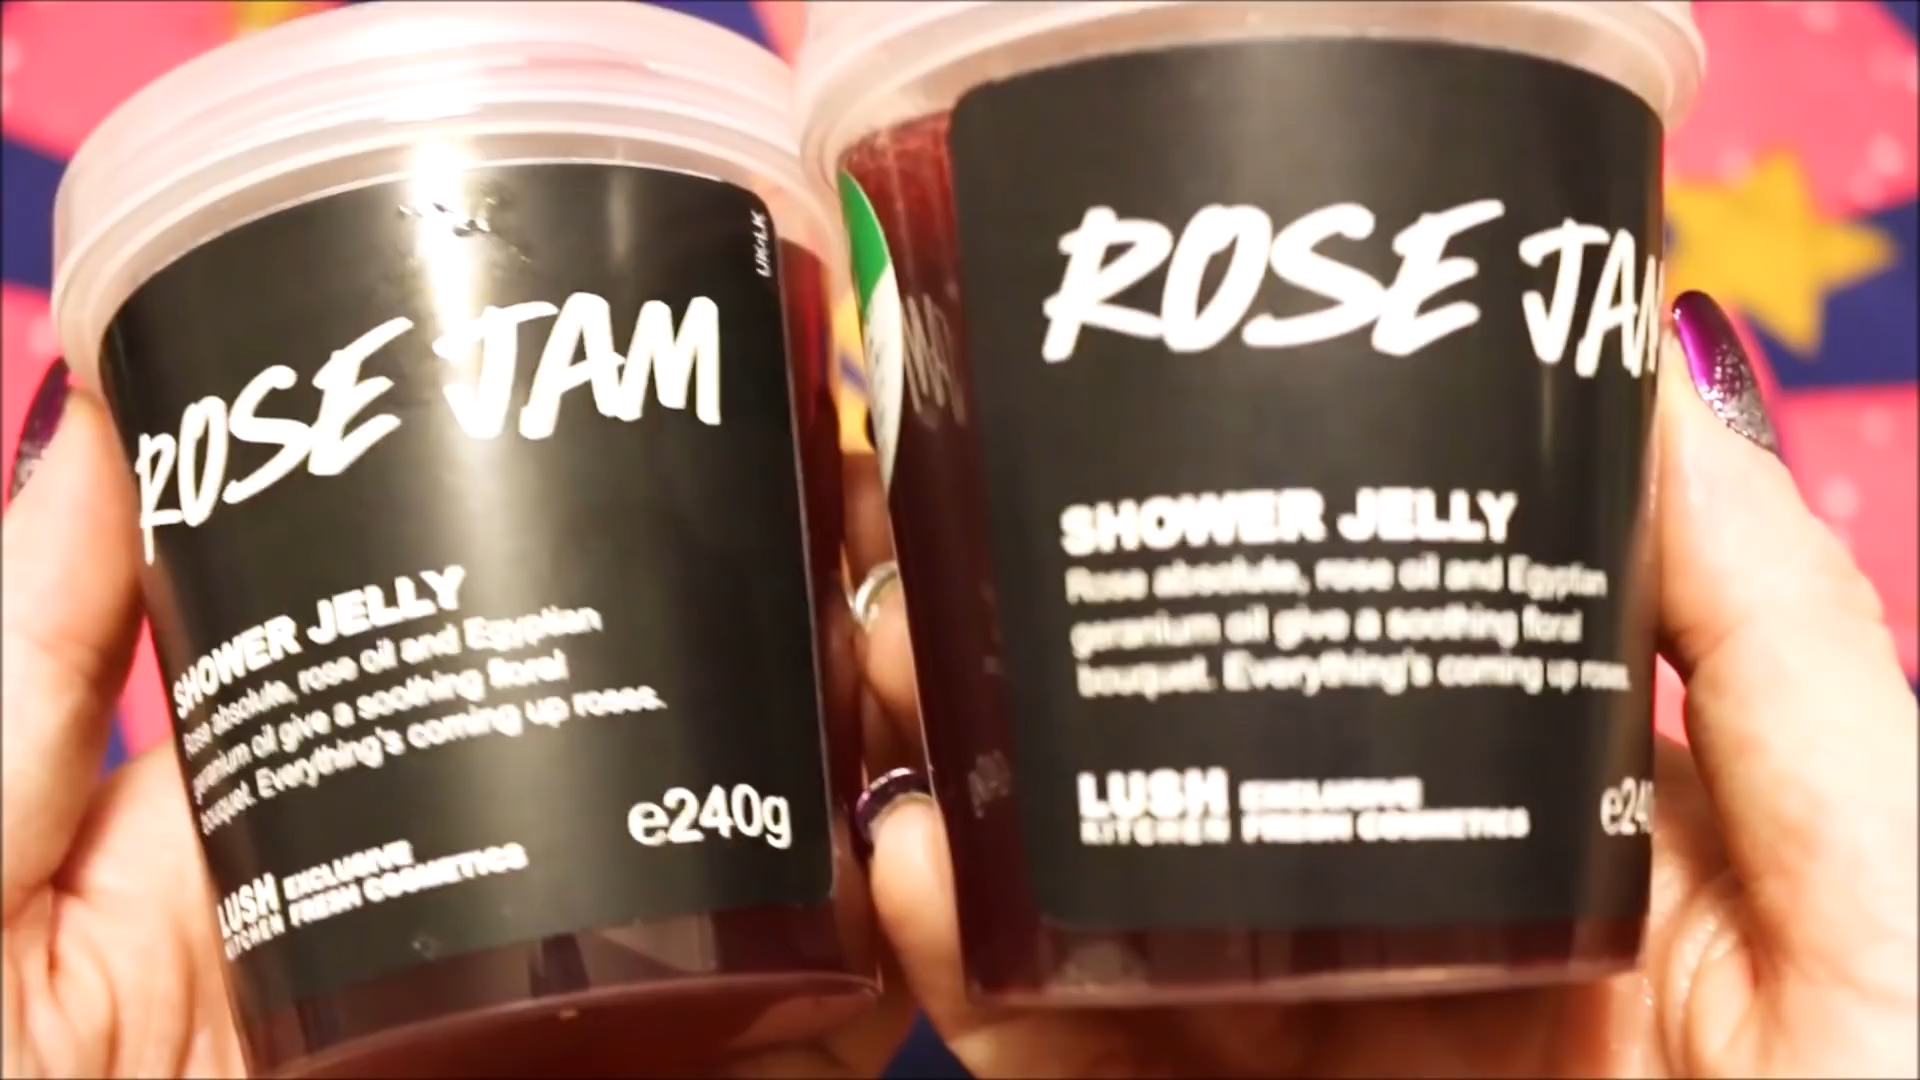 ROSE JAM
SHOWER JELLY
Rose absolute, rose oil and Egyptian
geranium oil give a soothing floral
bouquet. Everything's coming up roses.
e240g
LUSH EXCLUSIVE
KITCHEN FRESH COSMETICS
ROSE JAM
SHOWER JELLY
Rose absolute, rose oil and Egyptian
geranium oil give a soothing floral
bouquet. Everything's coming up roses.
LUSH EXCLUSIVE
KITCHEN FRESH COSMETICS
e24